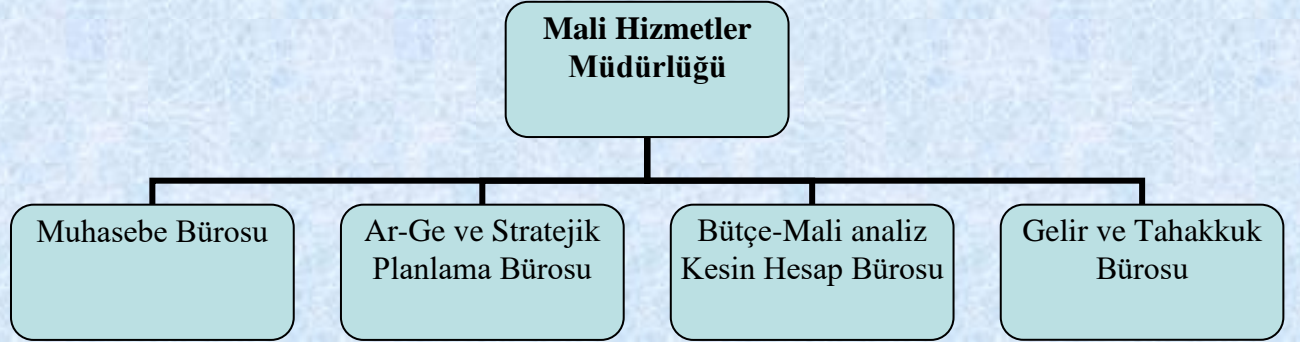 Mali Hizmetler
Müdürlüğü
Muhasebe Bürosu
Ar-Ge ve Stratejik
Planlama Bürosu
Bütçe-Mali analiz
Kesin Hesap Bürosu
Gelir ve Tahakkuk
Bürosu